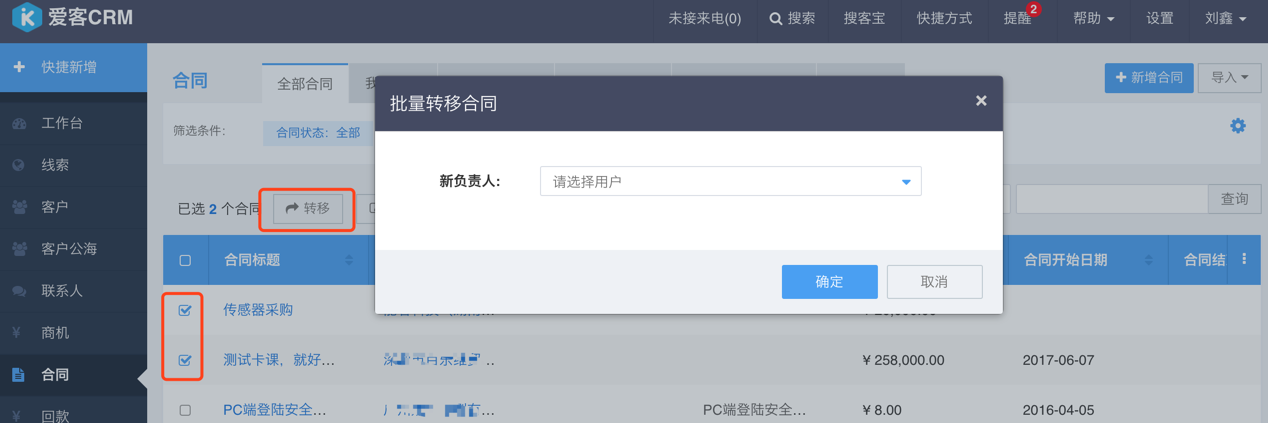 爱客CRM
未接来电(0)
搜索
搜客宝
快捷方式
提醒
2
帮助
设置
刘鑫
快捷新增
工作台
线索
客户
客户公海
联系人
商机
合同
回款
合同
全部合同
我
新增合同
导入
筛选条件:
合同状态: 全部
已选 2 个合同
转移
查询
批量转移合同
新负责人:
请选择用户
确定
取消
合同标题
合同开始日期
合同结
传感器采购
测试卡课，就好...
¥ 258,000.00
2017-06-07
PC端登陆安全...
PC端登陆安全...
¥ 8.00
2016-04-05